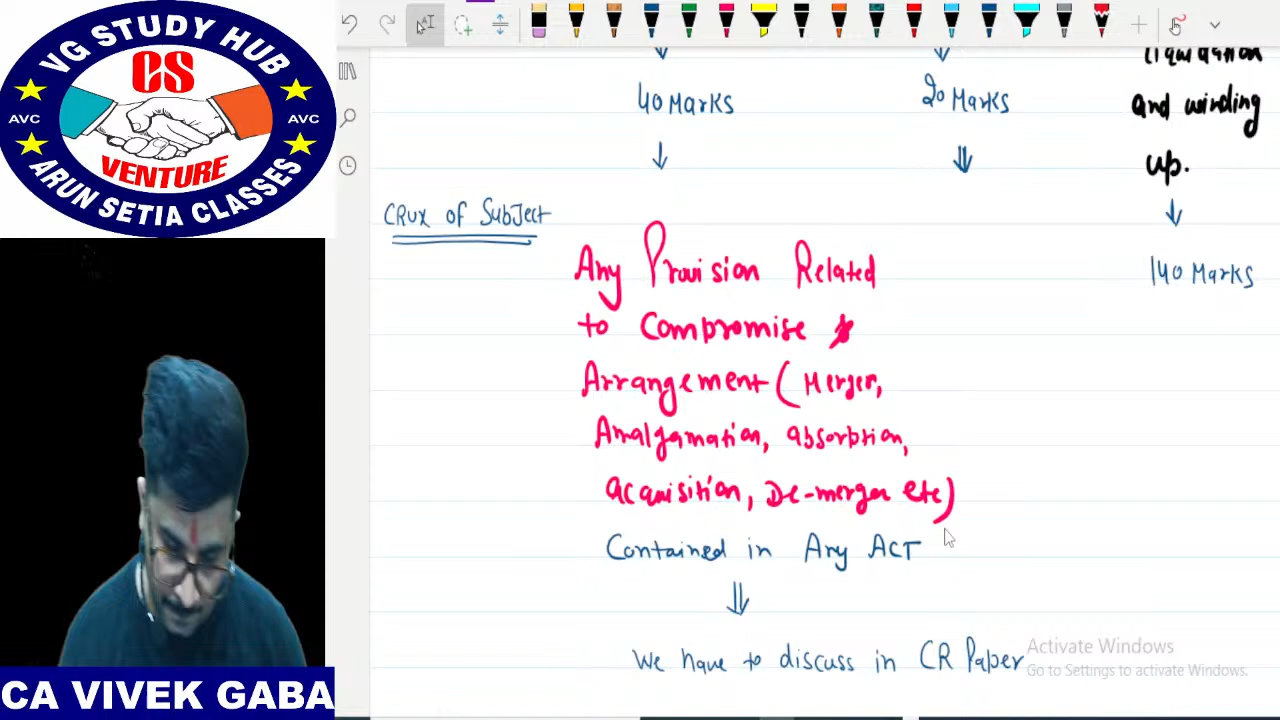 VG STUDY HUB
CS
AVC
AVC
VENTURE
ARUN SETIA CLASSES
liquidation
40 Marks
20 Marks
and winding
up.
CRUX of SubJect
140 Marks
Any Provision Related
to Compromise &
Arrangement (Merger,
Amalgamation, absorption,
acquisition, De-merger etc)
Contained in Any ACT
We have to discuss in CR Paper
Activate Windows
Go to Settings to activate Windows.
CA VIVEK GABA